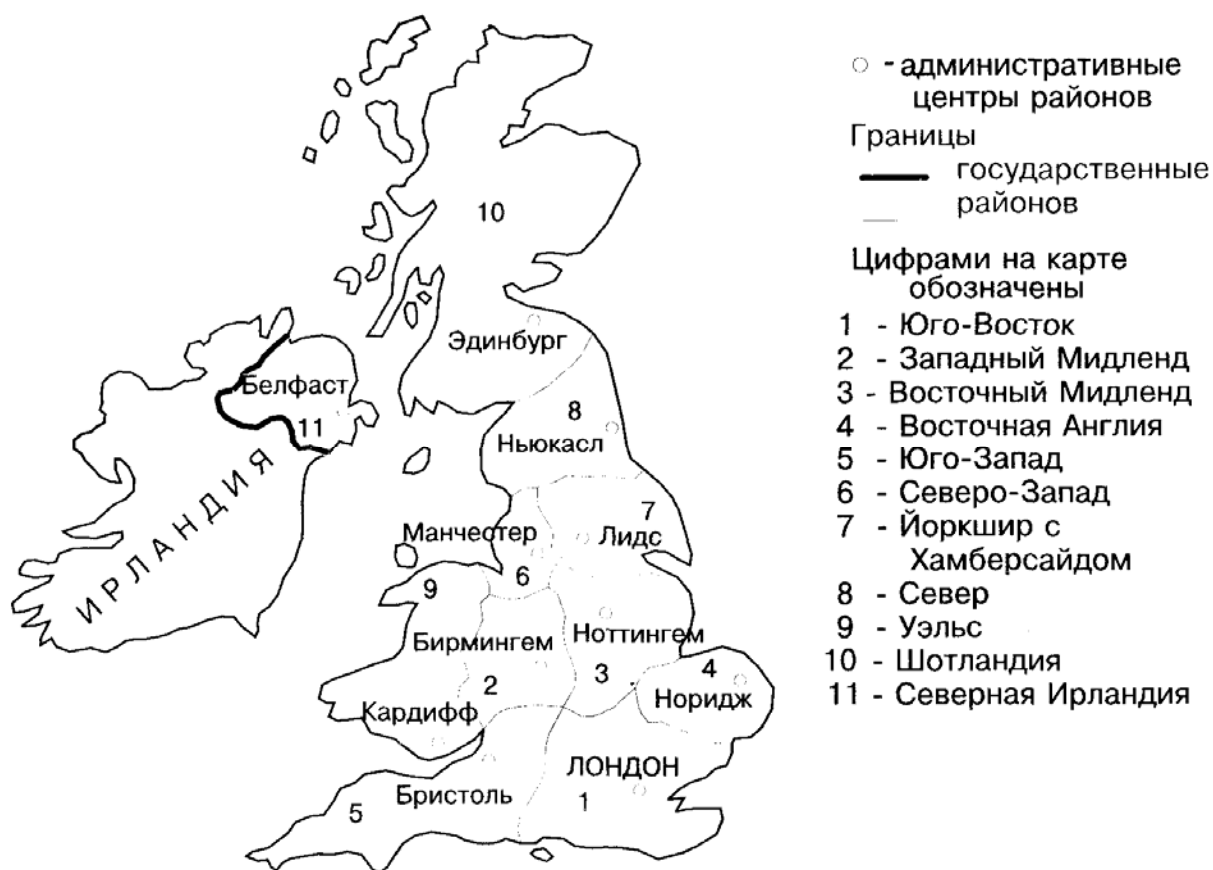 10
Эдинбург
Белфаст
11
8
Ньюкасл
ИРЛАНДИЯ
7
Манчестер
Лидс
6
9
Бирмингем
Ноттингем
4
2
3
Норидж
Кардифф
ЛОНДОН
Бристоль
1
5
- административные
центры районов
Границы
государственные
районов
Цифрами на карте
обозначены
1 - Юго-Восток
2 - Западный Мидленд
3 - Восточный Мидленд
4 - Восточная Англия
5 - Юго-Запад
6 - Северо-Запад
7 - Йоркшир с
Хамберсайдом
8 - Север
9 - Уэльс
10 - Шотландия
11 - Северная Ирландия